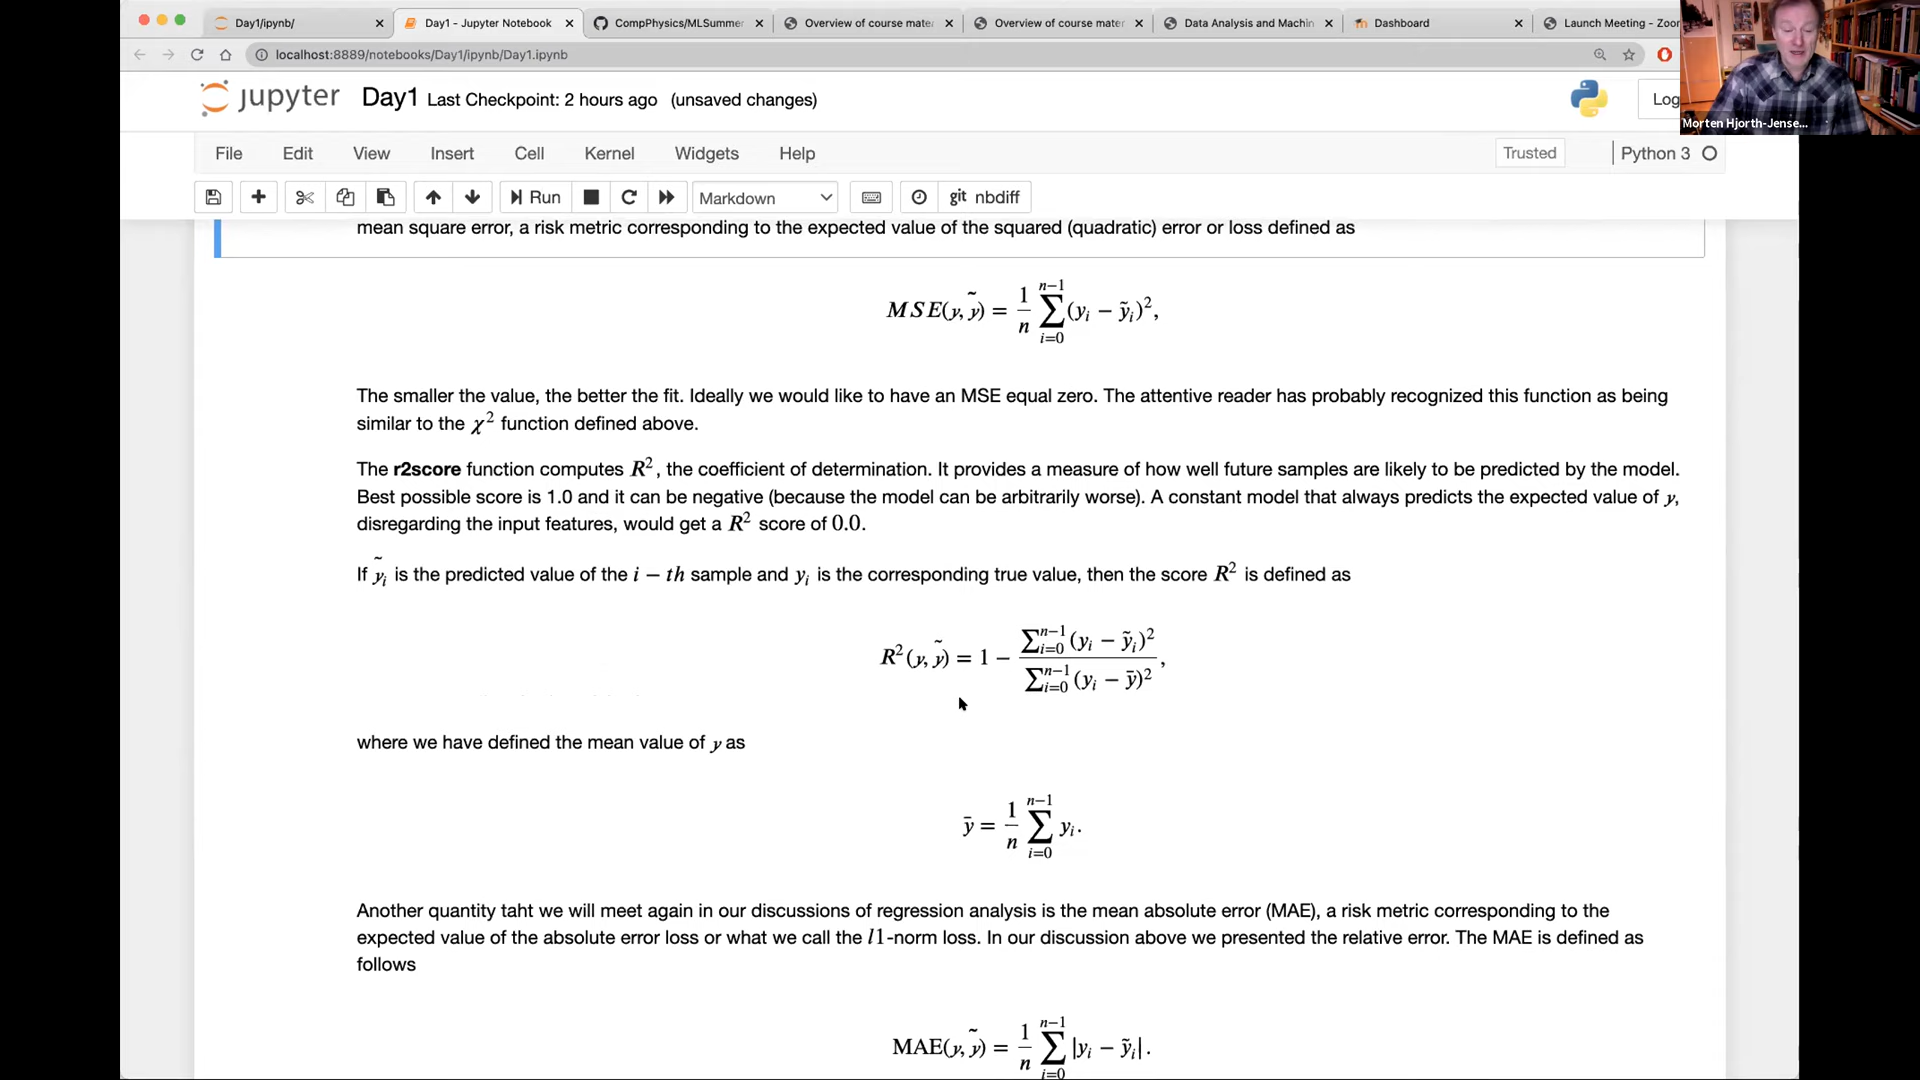 Day1/ipynb/
Day1 - Jupyter Notebook
CompPhysics/MLSummer
Overview of course mate
Overview of course mater
Data Analysis and Machin
Dashboard
Launch Meeting - Zoo
localhost:8889/notebooks/Day1/ipynb/Day1.ipynb
jupyter Day1 Last Checkpoint: 2 hours ago (unsaved changes)
Log
Morten Hjorth-Jense...
File Edit View Insert Cell Kernel Widgets Help
Trusted
Python 3
Run
Markdown
git nbdiff
mean square error, a risk metric corresponding to the expected value of the squared (quadratic) error or loss defined as
MSE(y, ỹ) = 1/n ∑_{i=0}^{n−1} (y_i − ỹ_i)²,
The smaller the value, the better the fit. Ideally we would like to have an MSE equal zero. The attentive reader has probably recognized this function as being
similar to the χ² function defined above.
The r2score function computes R², the coefficient of determination. It provides a measure of how well future samples are likely to be predicted by the model.
Best possible score is 1.0 and it can be negative (because the model can be arbitrarily worse). A constant model that always predicts the expected value of y,
disregarding the input features, would get a R² score of 0.0.
If ỹ_i is the predicted value of the i − th sample and y_i is the corresponding true value, then the score R² is defined as
R²(y, ỹ) = 1 − ∑_{i=0}^{n−1} (y_i − ỹ_i)² / ∑_{i=0}^{n−1} (y_i − ȳ)²,
where we have defined the mean value of y as
ȳ = 1/n ∑_{i=0}^{n−1} y_i.
Another quantity taht we will meet again in our discussions of regression analysis is the mean absolute error (MAE), a risk metric corresponding to the
expected value of the absolute error loss or what we call the l1-norm loss. In our discussion above we presented the relative error. The MAE is defined as
follows
MAE(y, ỹ) = 1/n ∑_{i=0}^{n−1} |y_i − ỹ_i|.